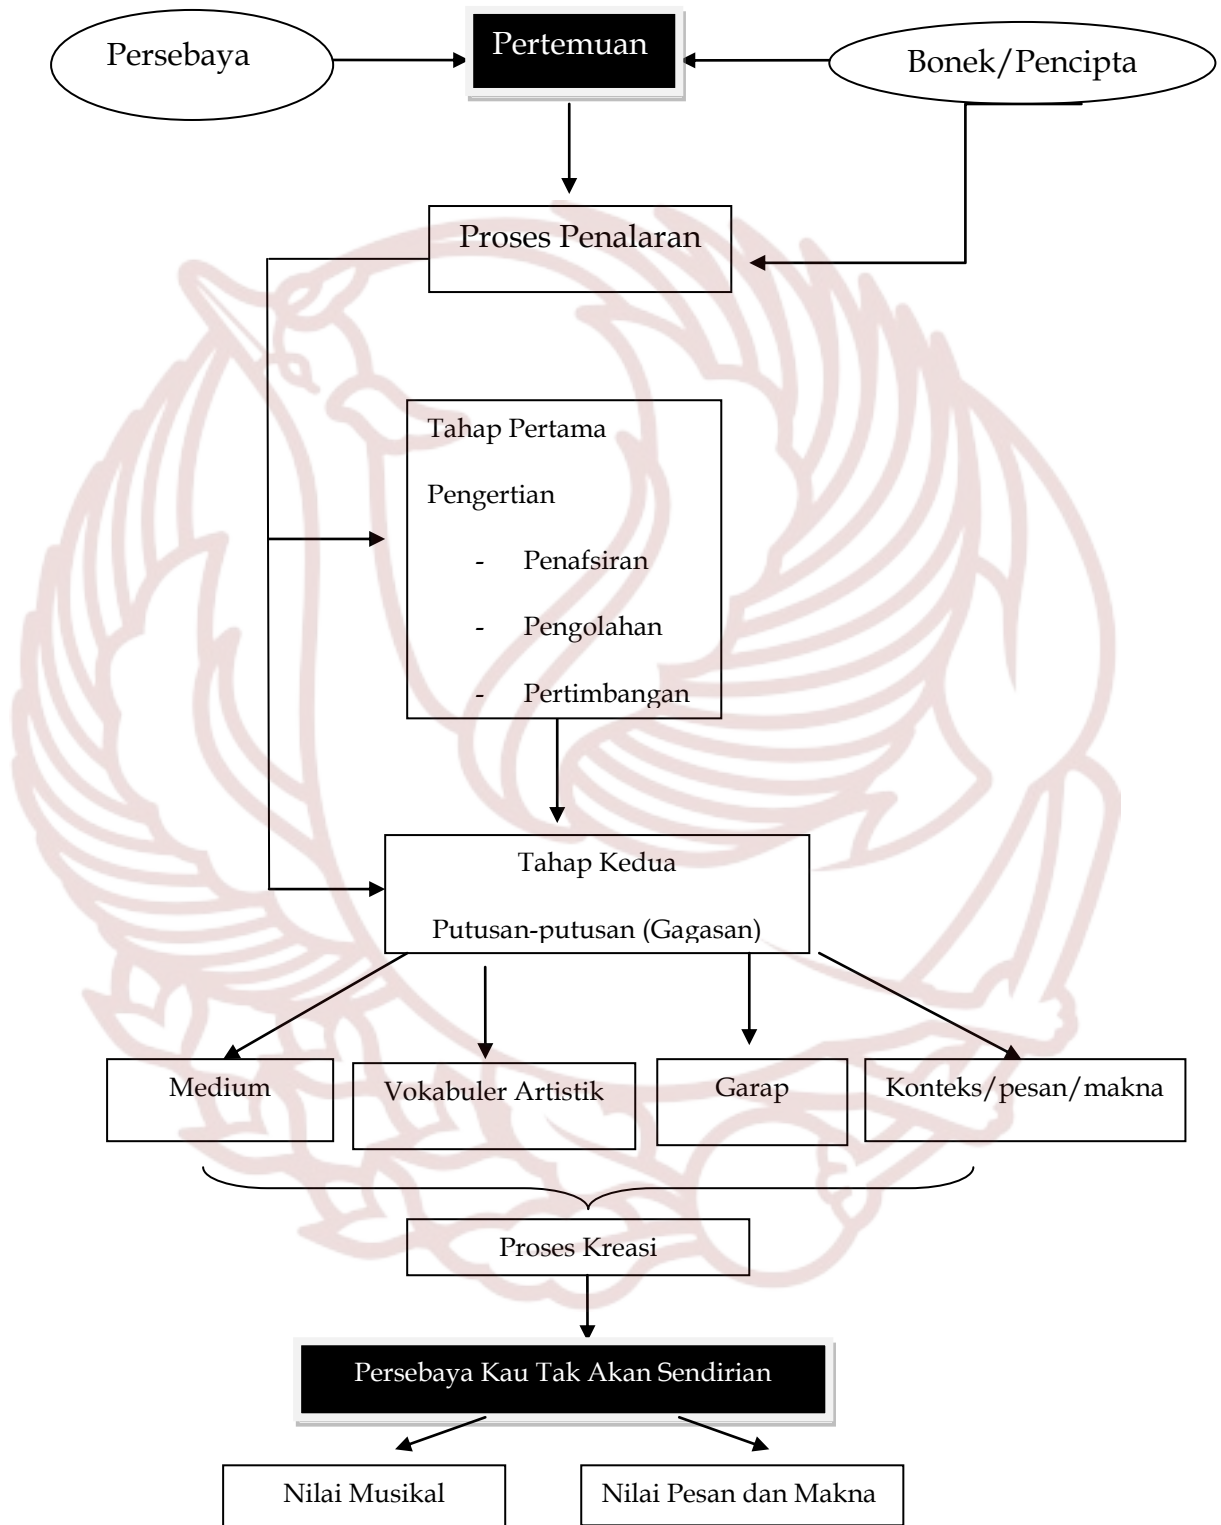 Persebaya
Pertemuan
Bonek/Pencipta
Proses Penalaran
Tahap Pertama
Pengertian
- Penafsiran
- Pengolahan
- Pertimbangan
Tahap Kedua
Putusan-putusan (Gagasan)
Medium
Vokabuler Artistik
Garap
Konteks/pesan/makna
Proses Kreasi
Persebaya Kau Tak Akan Sendirian
Nilai Musikal
Nilai Pesan dan Makna